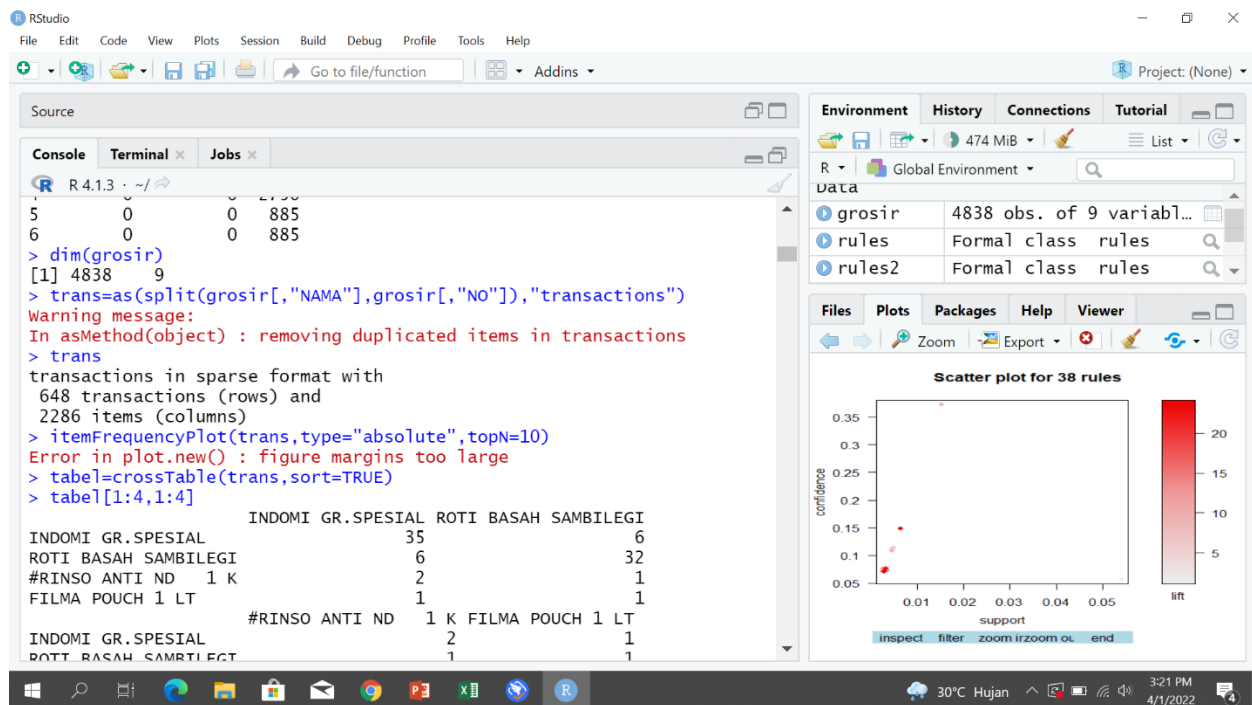 RStudio
File Edit Code View Plots Session Build Debug Profile Tools Help
Go to file/function Addins Project: (None)
Source
Console Terminal Jobs
R 4.1.3 · ~/
5 0 0 885
6 0 0 885
> dim(grosir)
[1] 4838 9
> trans=as(split(grosir[,"NAMA"],grosir[,"NO"]),"transactions")
Warning message:
In asMethod(object) : removing duplicated items in transactions
> trans
transactions in sparse format with
648 transactions (rows) and
2286 items (columns)
> itemFrequencyPlot(trans,type="absolute",topN=10)
Error in plot.new() : figure margins too large
> tabel=crossTable(trans,sort=TRUE)
> tabel[1:4,1:4]
INDOMI GR.SPESIAL ROTI BASAH SAMBILEGI
INDOMI GR.SPESIAL 35 6
ROTI BASAH SAMBILEGI 6 32
#RINSO ANTI ND 1 K 2 1
FILMA POUCH 1 LT 1 1
#RINSO ANTI ND 1 K FILMA POUCH 1 LT
INDOMI GR.SPESIAL 2 1
ROTI BASAH SAMBILEGI 1 1
Environment History Connections Tutorial
474 MiB List
R Global Environment
Data
grosir 4838 obs. of 9 variabl…
rules Formal class rules
rules2 Formal class rules
Files Plots Packages Help Viewer
Zoom Export
Scatter plot for 38 rules
0.35
0.3
0.25
0.2
0.15
0.1
0.05
confidence
0.01 0.02 0.03 0.04 0.05
support
20
15
10
5
lift
inspect filter zoom in zoom ou end
30°C Hujan
3:21 PM
4/1/2022
4